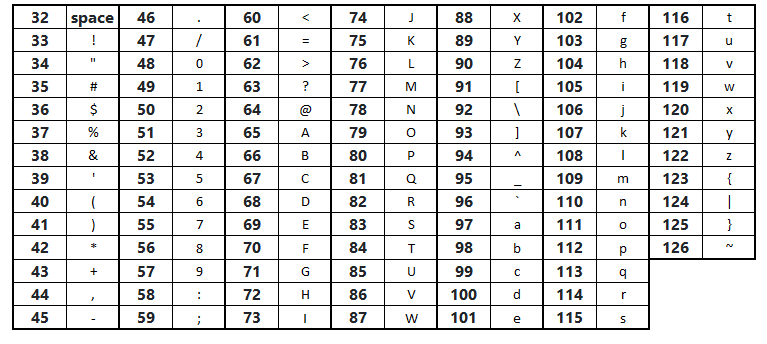 32 space 46 . 60 < 74 J 88 X 102 f 116 t
33 ! 47 / 61 = 75 K 89 Y 103 g 117 u
34 " 48 0 62 > 76 L 90 Z 104 h 118 v
35 # 49 1 63 ? 77 M 91 [ 105 i 119 w
36 $ 50 2 64 @ 78 N 92 \ 106 j 120 x
37 % 51 3 65 A 79 O 93 ] 107 k 121 y
38 & 52 4 66 B 80 P 94 ^ 108 l 122 z
39 ' 53 5 67 C 81 Q 95 _ 109 m 123 {
40 ( 54 6 68 D 82 R 96 ` 110 n 124 |
41 ) 55 7 69 E 83 S 97 a 111 o 125 }
42 * 56 8 70 F 84 T 98 b 112 p 126 ~
43 + 57 9 71 G 85 U 99 c 113 q
44 , 58 : 72 H 86 V 100 d 114 r
45 - 59 ; 73 I 87 W 101 e 115 s